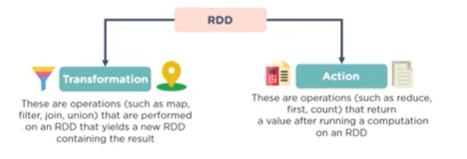 RDD
Transformation
These are operations (such as map,
filter, join, union) that are performed
on an RDD that yields a new RDD
containing the result
Action
These are operations (such as reduce,
first, count) that return
a value after running a computation
on an RDD